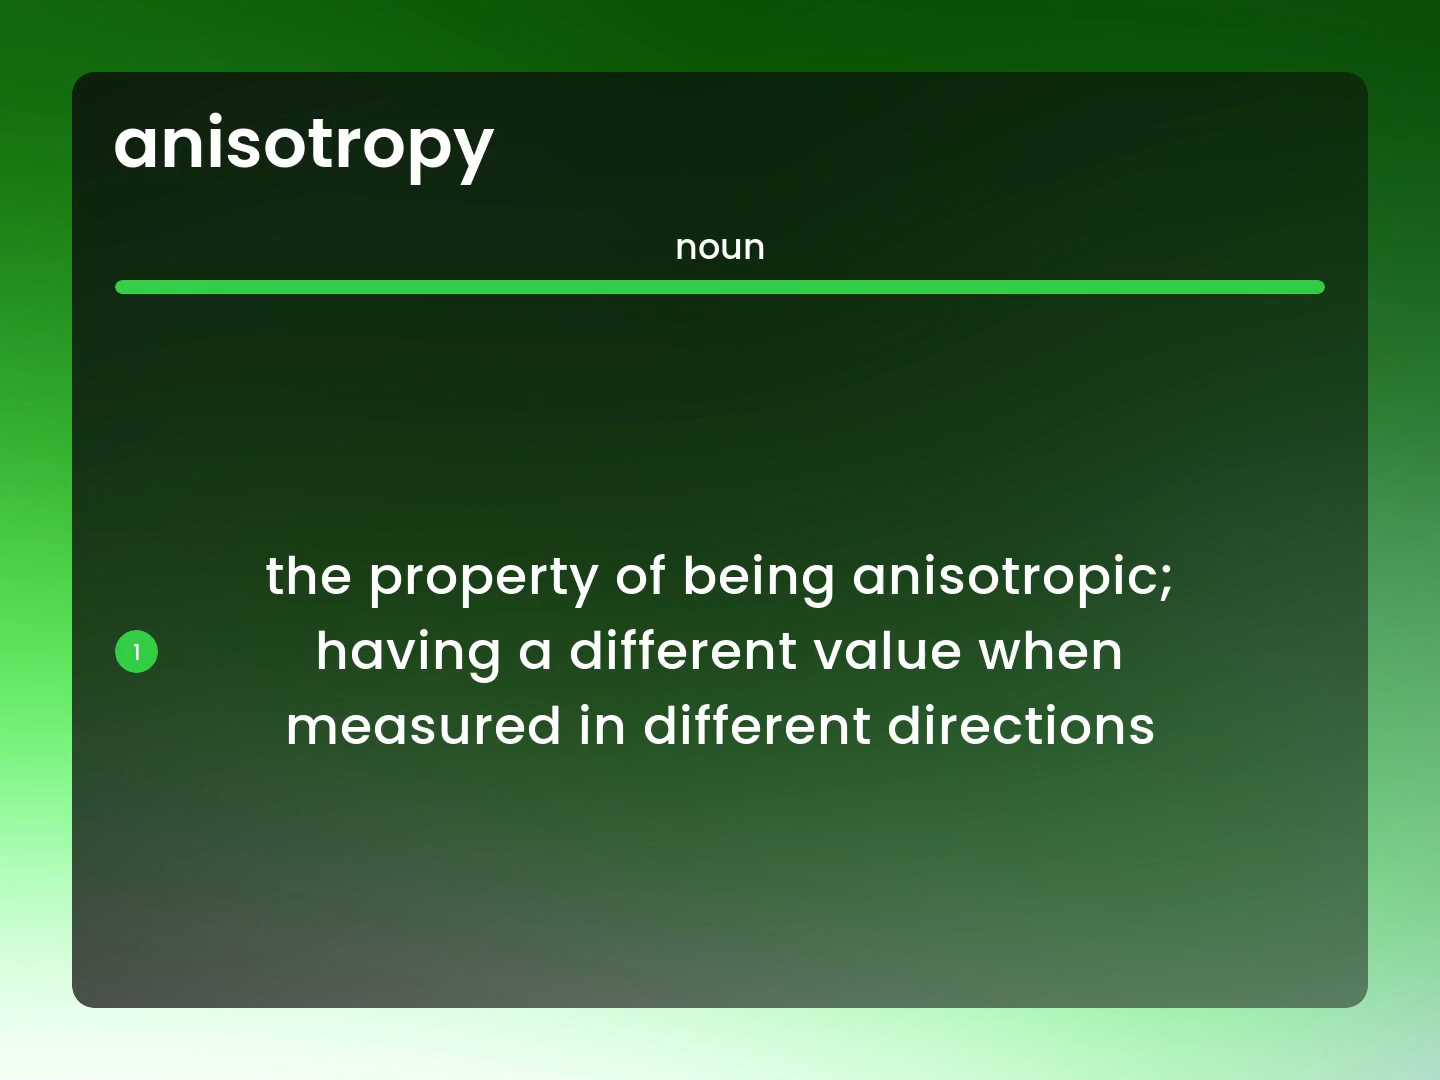 anisotropy
noun
the property of being anisotropic;
1
having a different value when
measured in different directions